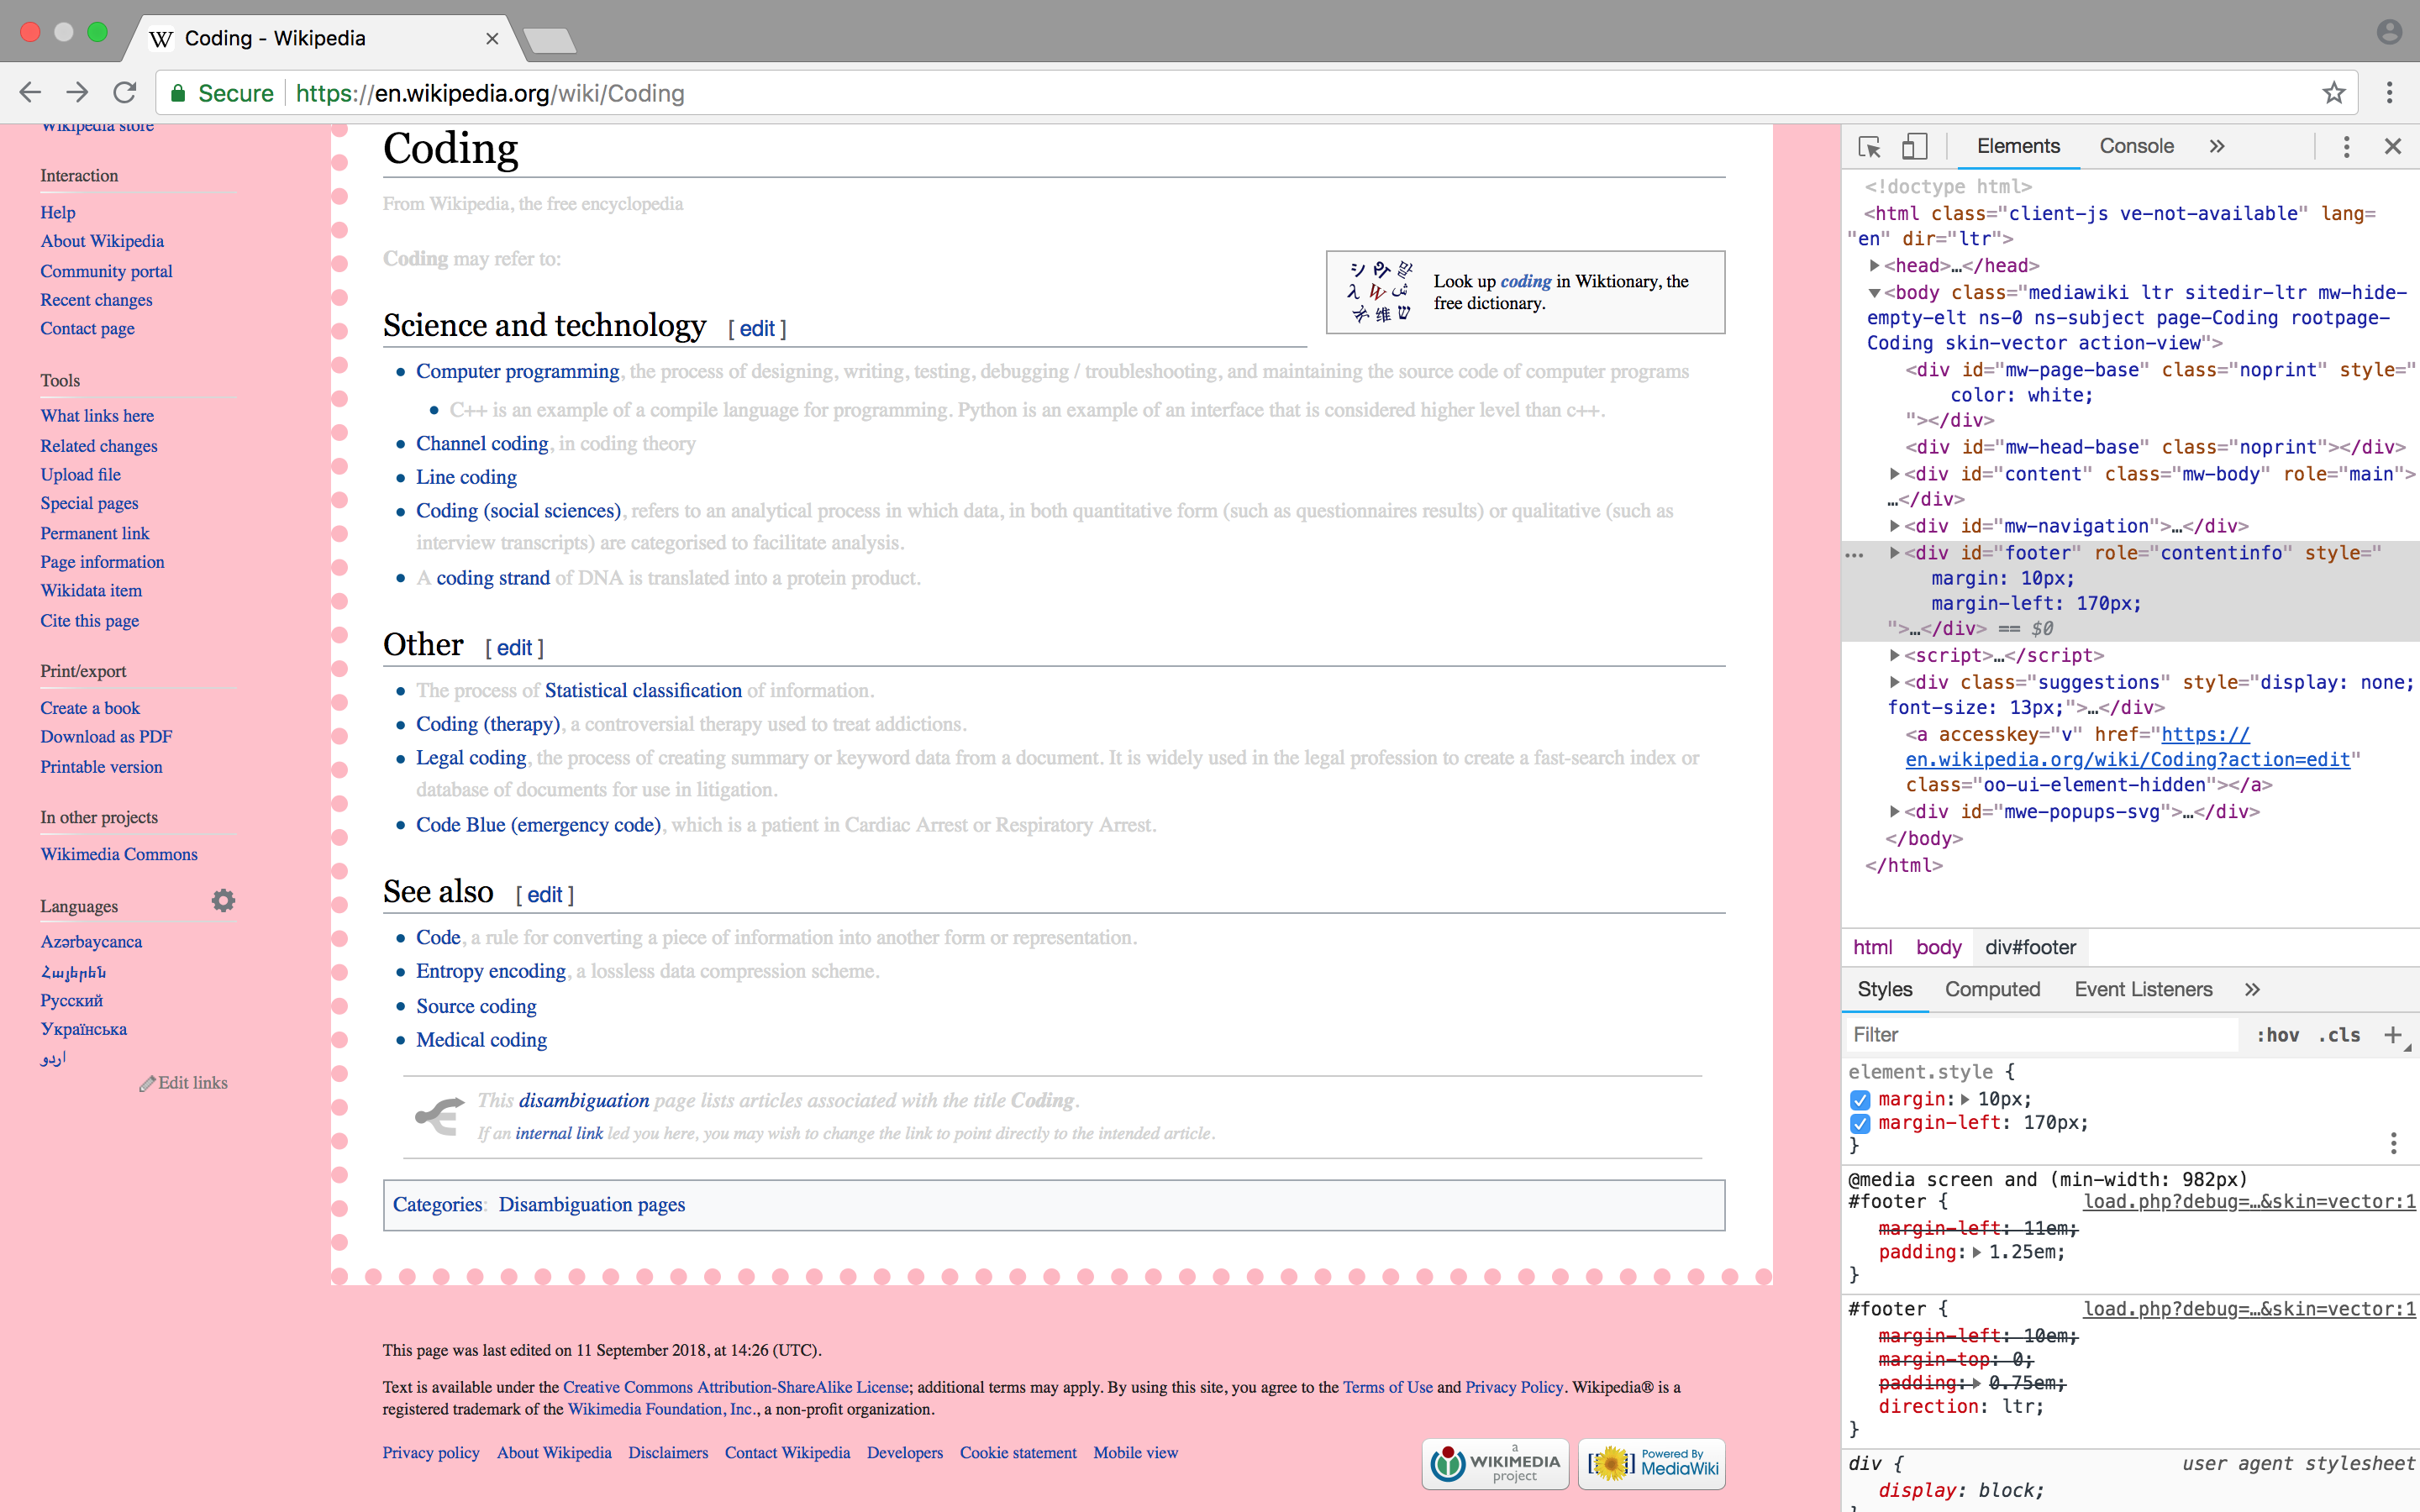 Coding - Wikipedia
Secure https://en.wikipedia.org/wiki/Coding
Wikipedia store
Interaction
Help
About Wikipedia
Community portal
Recent changes
Contact page
Tools
What links here
Related changes
Upload file
Special pages
Permanent link
Page information
Wikidata item
Cite this page
Print/export
Create a book
Download as PDF
Printable version
In other projects
Wikimedia Commons
Languages
Azərbaycanca
Հայերեն
Русский
Українська
اردو
Edit links
Coding
From Wikipedia, the free encyclopedia
Coding may refer to:
Look up coding in Wiktionary, the
free dictionary.
Science and technology [ edit ]
Computer programming, the process of designing, writing, testing, debugging / troubleshooting, and maintaining the source code of computer programs
C++ is an example of a compile language for programming. Python is an example of an interface that is considered higher level than c++.
Channel coding, in coding theory
Line coding
Coding (social sciences), refers to an analytical process in which data, in both quantitative form (such as questionnaires results) or qualitative (such as
interview transcripts) are categorised to facilitate analysis.
A coding strand of DNA is translated into a protein product.
Other [ edit ]
The process of Statistical classification of information.
Coding (therapy), a controversial therapy used to treat addictions.
Legal coding, the process of creating summary or keyword data from a document. It is widely used in the legal profession to create a fast-search index or
database of documents for use in litigation.
Code Blue (emergency code), which is a patient in Cardiac Arrest or Respiratory Arrest.
See also [ edit ]
Code, a rule for converting a piece of information into another form or representation.
Entropy encoding, a lossless data compression scheme.
Source coding
Medical coding
This disambiguation page lists articles associated with the title Coding.
If an internal link led you here, you may wish to change the link to point directly to the intended article.
Categories: Disambiguation pages
This page was last edited on 11 September 2018, at 14:26 (UTC).
Text is available under the Creative Commons Attribution-ShareAlike License; additional terms may apply. By using this site, you agree to the Terms of Use and Privacy Policy. Wikipedia® is a
registered trademark of the Wikimedia Foundation, Inc., a non-profit organization.
Privacy policy About Wikipedia Disclaimers Contact Wikipedia Developers Cookie statement Mobile view
a
WIKIMEDIA
project
Powered By
MediaWiki
Elements Console »
<!doctype html>
<html class="client-js ve-not-available" lang=
"en" dir="ltr">
<head>…</head>
<body class="mediawiki ltr sitedir-ltr mw-hide-
empty-elt ns-0 ns-subject page-Coding rootpage-
Coding skin-vector action-view">
<div id="mw-page-base" class="noprint" style="
color: white;
"></div>
<div id="mw-head-base" class="noprint"></div>
<div id="content" class="mw-body" role="main">
…</div>
<div id="mw-navigation">…</div>
<div id="footer" role="contentinfo" style="
margin: 10px;
margin-left: 170px;
">…</div> == $0
<script>…</script>
<div class="suggestions" style="display: none;
font-size: 13px;">…</div>
<a accesskey="v" href="https://
en.wikipedia.org/wiki/Coding?action=edit"
class="oo-ui-element-hidden"></a>
<div id="mwe-popups-svg">…</div>
</body>
</html>
html body div#footer
Styles Computed Event Listeners »
Filter :hov .cls +
element.style {
margin: 10px;
margin-left: 170px;
}
@media screen and (min-width: 982px)
#footer { load.php?debug=…&skin=vector:1
margin-left: 11em;
padding: 1.25em;
}
#footer { load.php?debug=…&skin=vector:1
margin-left: 10em;
margin-top: 0;
padding: 0.75em;
direction: ltr;
}
div { user agent stylesheet
display: block;